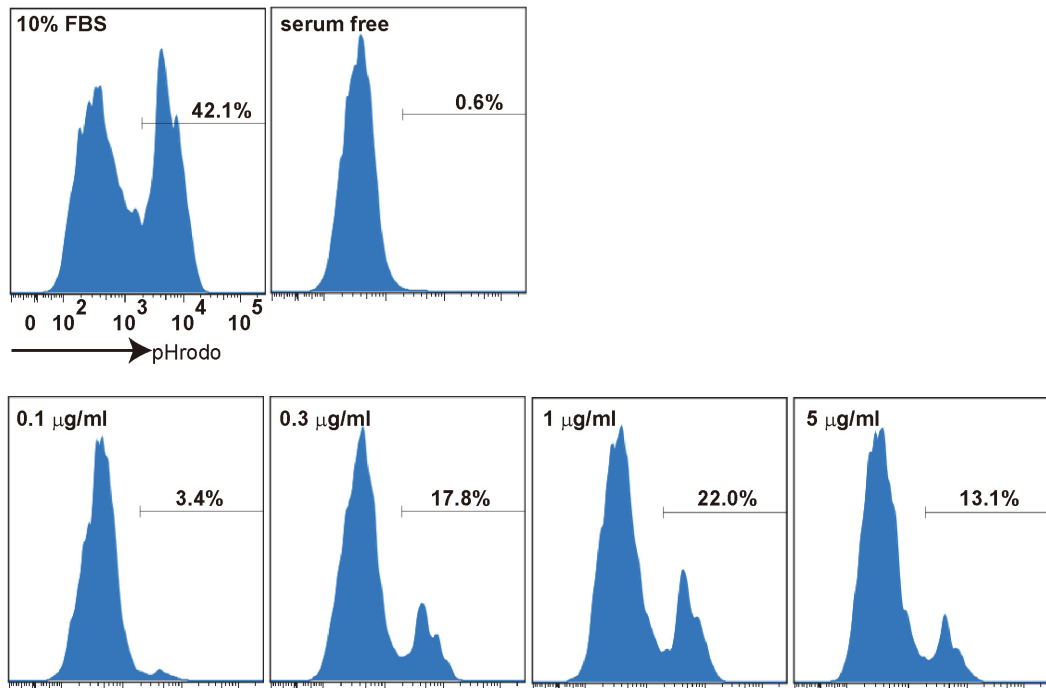 10% FBS
42.1%
serum free
0.6%
0 10^2 10^3 10^4 10^5
pHrodo
0.1 μg/ml
3.4%
0.3 μg/ml
17.8%
1 μg/ml
22.0%
5 μg/ml
13.1%